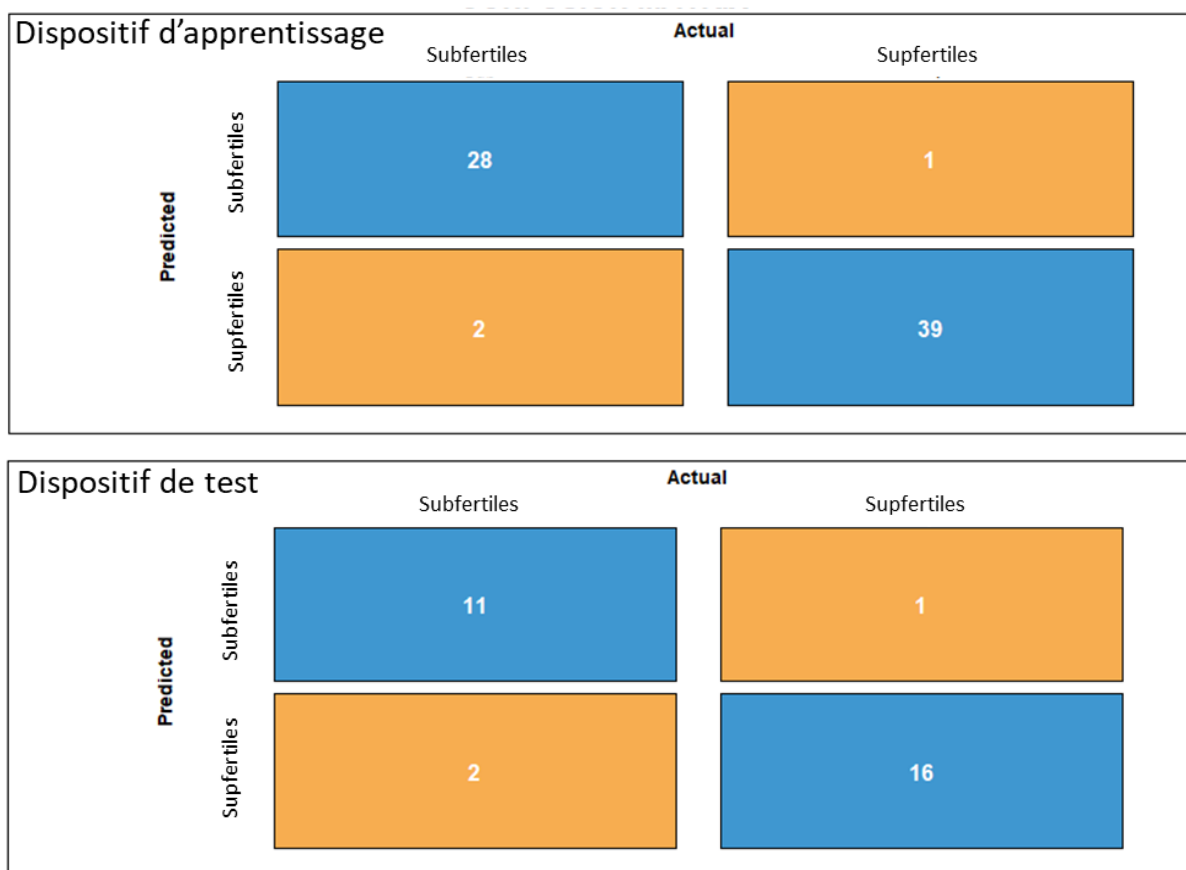 Dispositif d'apprentissage
Actual
Subfertiles Supfertiles
Predicted
Subfertiles
28 1
Supfertiles
2 39
Dispositif de test
Actual
Subfertiles Supfertiles
Predicted
Subfertiles
11 1
Supfertiles
2 16